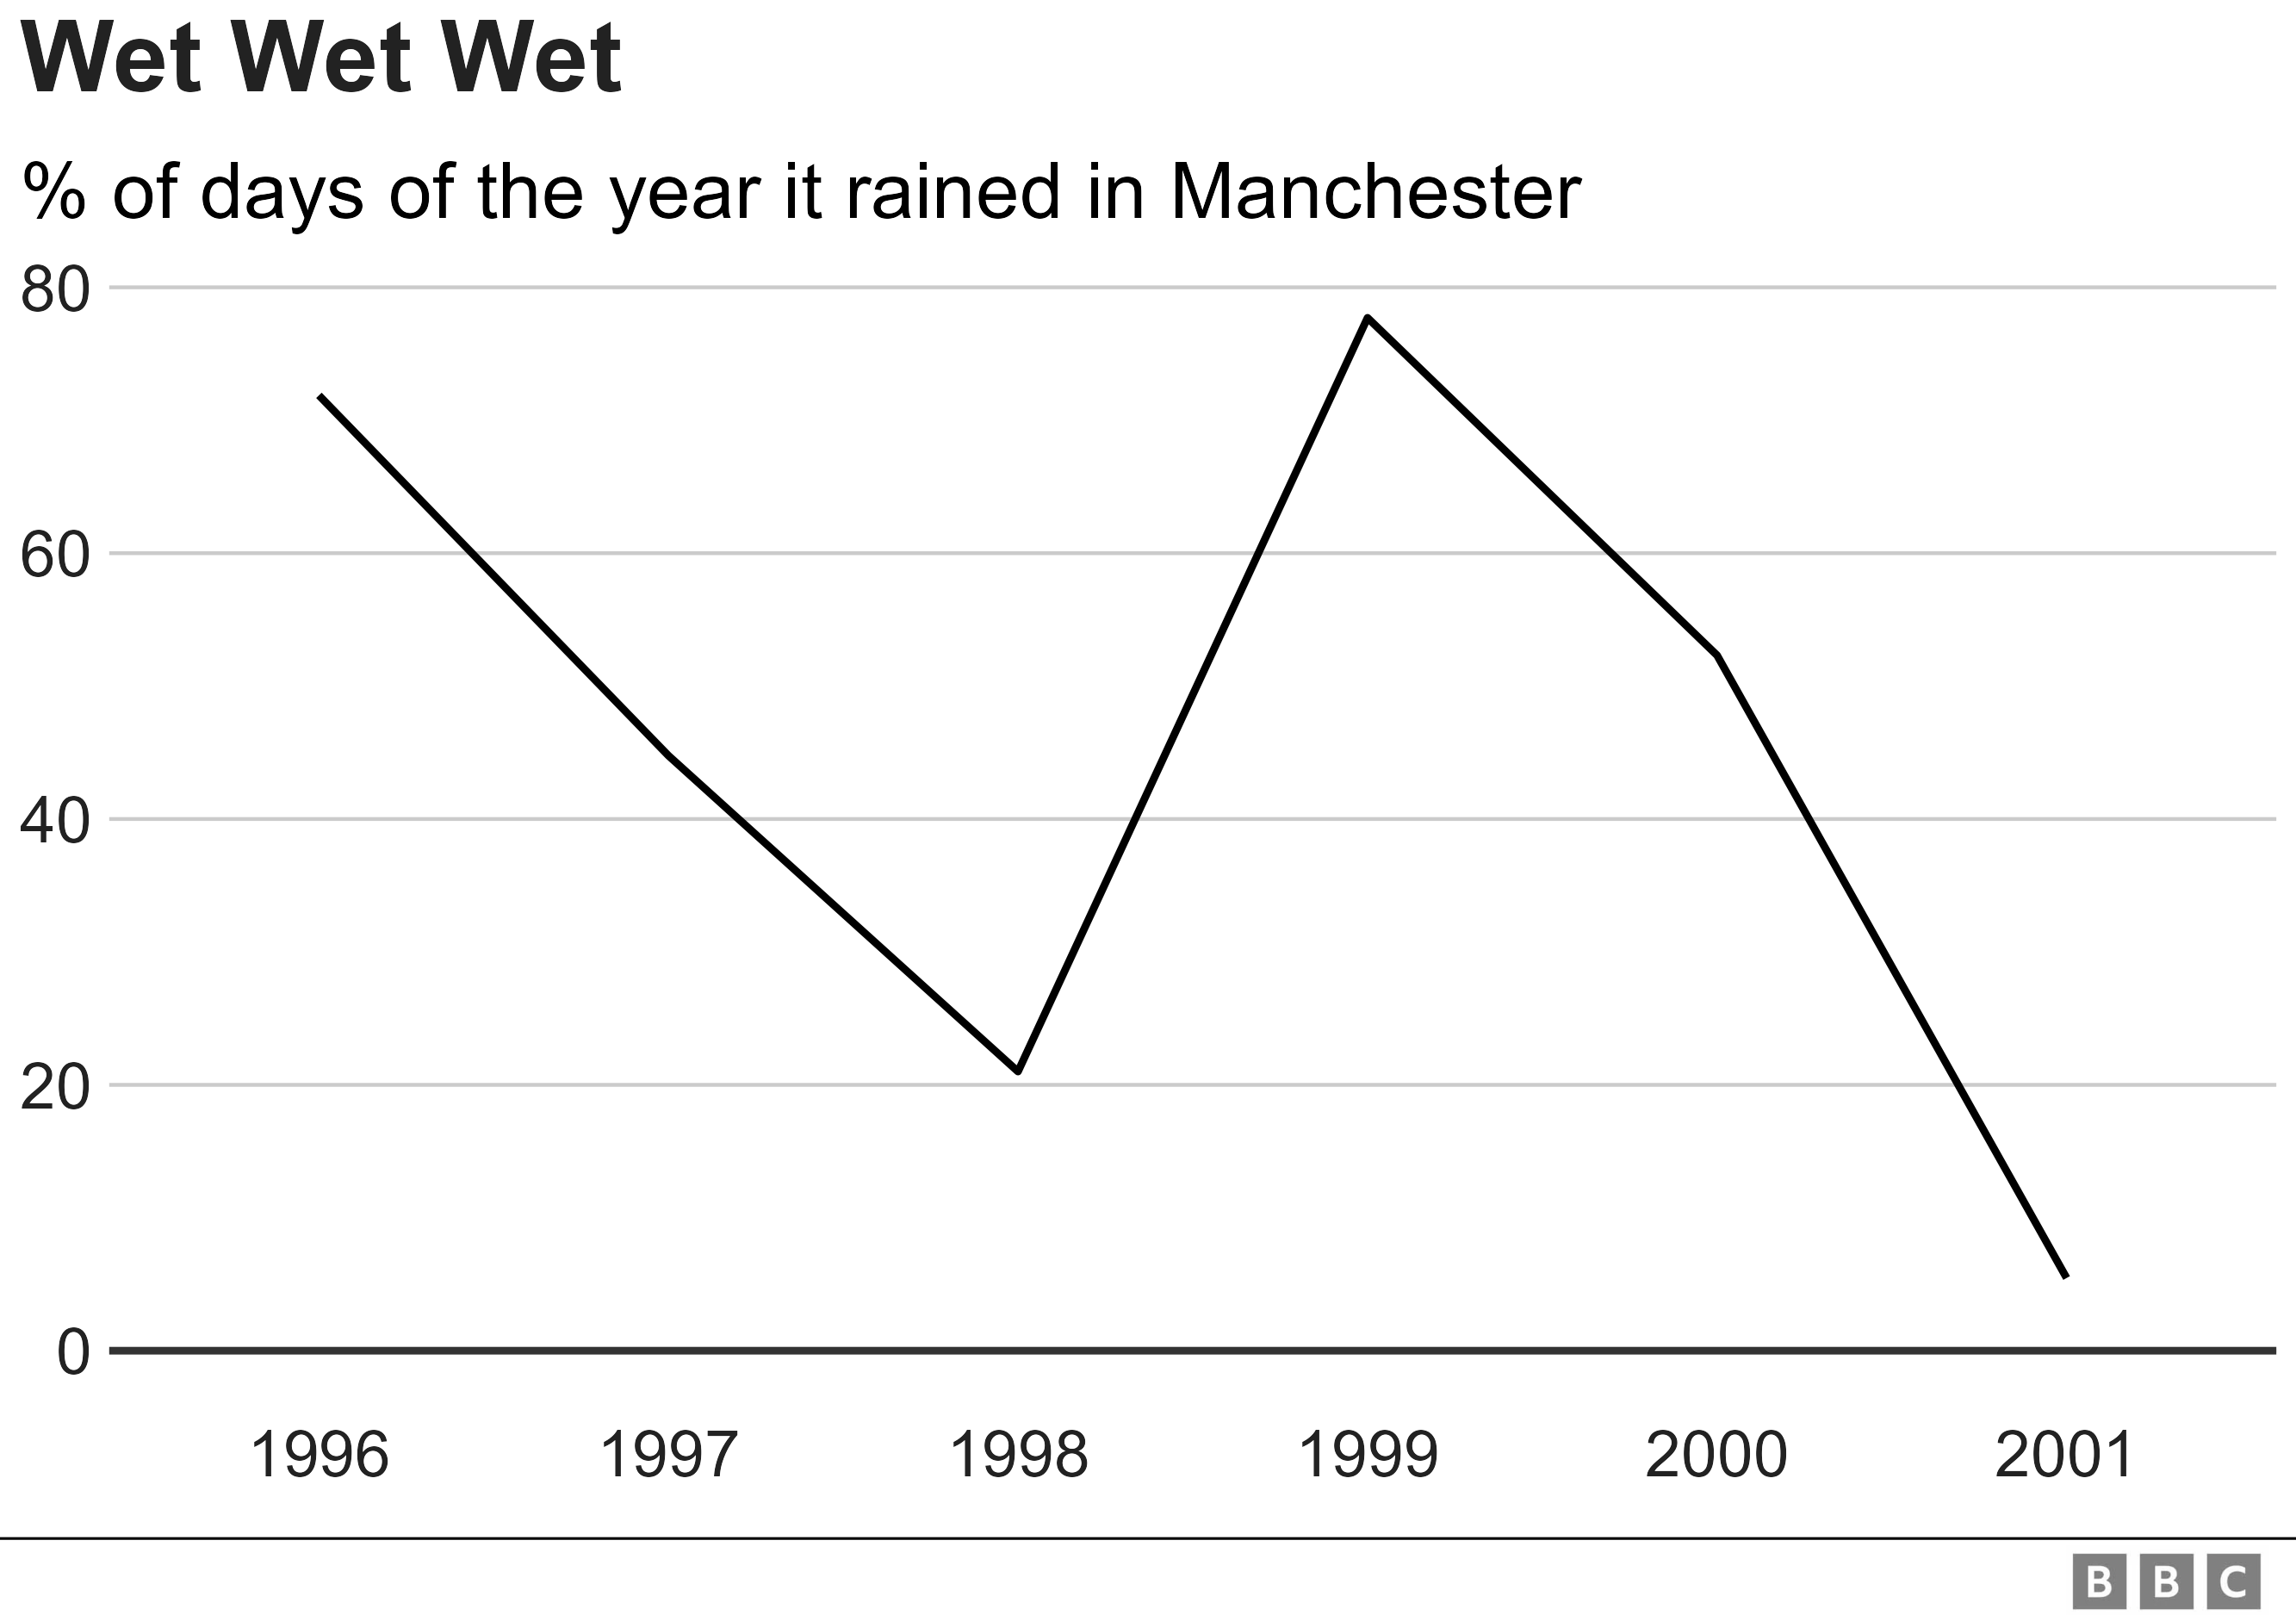 Wet Wet Wet
% of days of the year it rained in Manchester
80
60
40
20
0
1996 1997 1998 1999 2000 2001
BBC